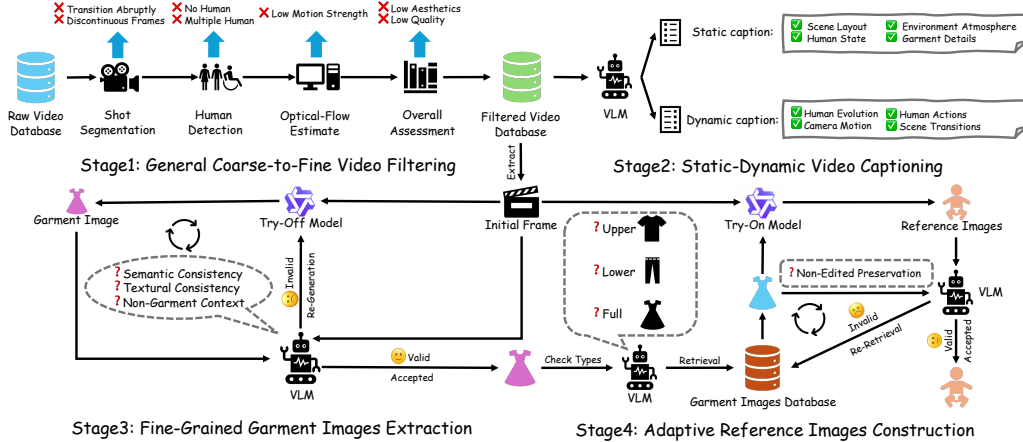 Transition Abruptly
Discontinuous Frames
No Human
Multiple Human
Low Motion Strength
Low Aesthetics
Low Quality
Raw Video
Database
Shot
Segmentation
Human
Detection
Optical-Flow
Estimate
Overall
Assessment
Filtered Video
Database
VLM
Static caption:
Scene Layout
Environment Atmosphere
Human State
Garment Details
Dynamic caption:
Human Evolution
Human Actions
Camera Motion
Scene Transitions
Stage1: General Coarse-to-Fine Video Filtering
Extract
Stage2: Static-Dynamic Video Captioning
Garment Image
Try-Off Model
Initial Frame
Try-On Model
Reference Images
? Semantic Consistency
? Textural Consistency
? Non-Garment Context
Invalid
Re-Generation
? Upper
? Lower
? Full
? Non-Edited Preservation
VLM
Invalid
Re-Retrieval
Valid
Accepted
VLM
Valid
Accepted
Check Types
VLM
Retrieval
Garment Images Database
Stage3: Fine-Grained Garment Images Extraction
Stage4: Adaptive Reference Images Construction